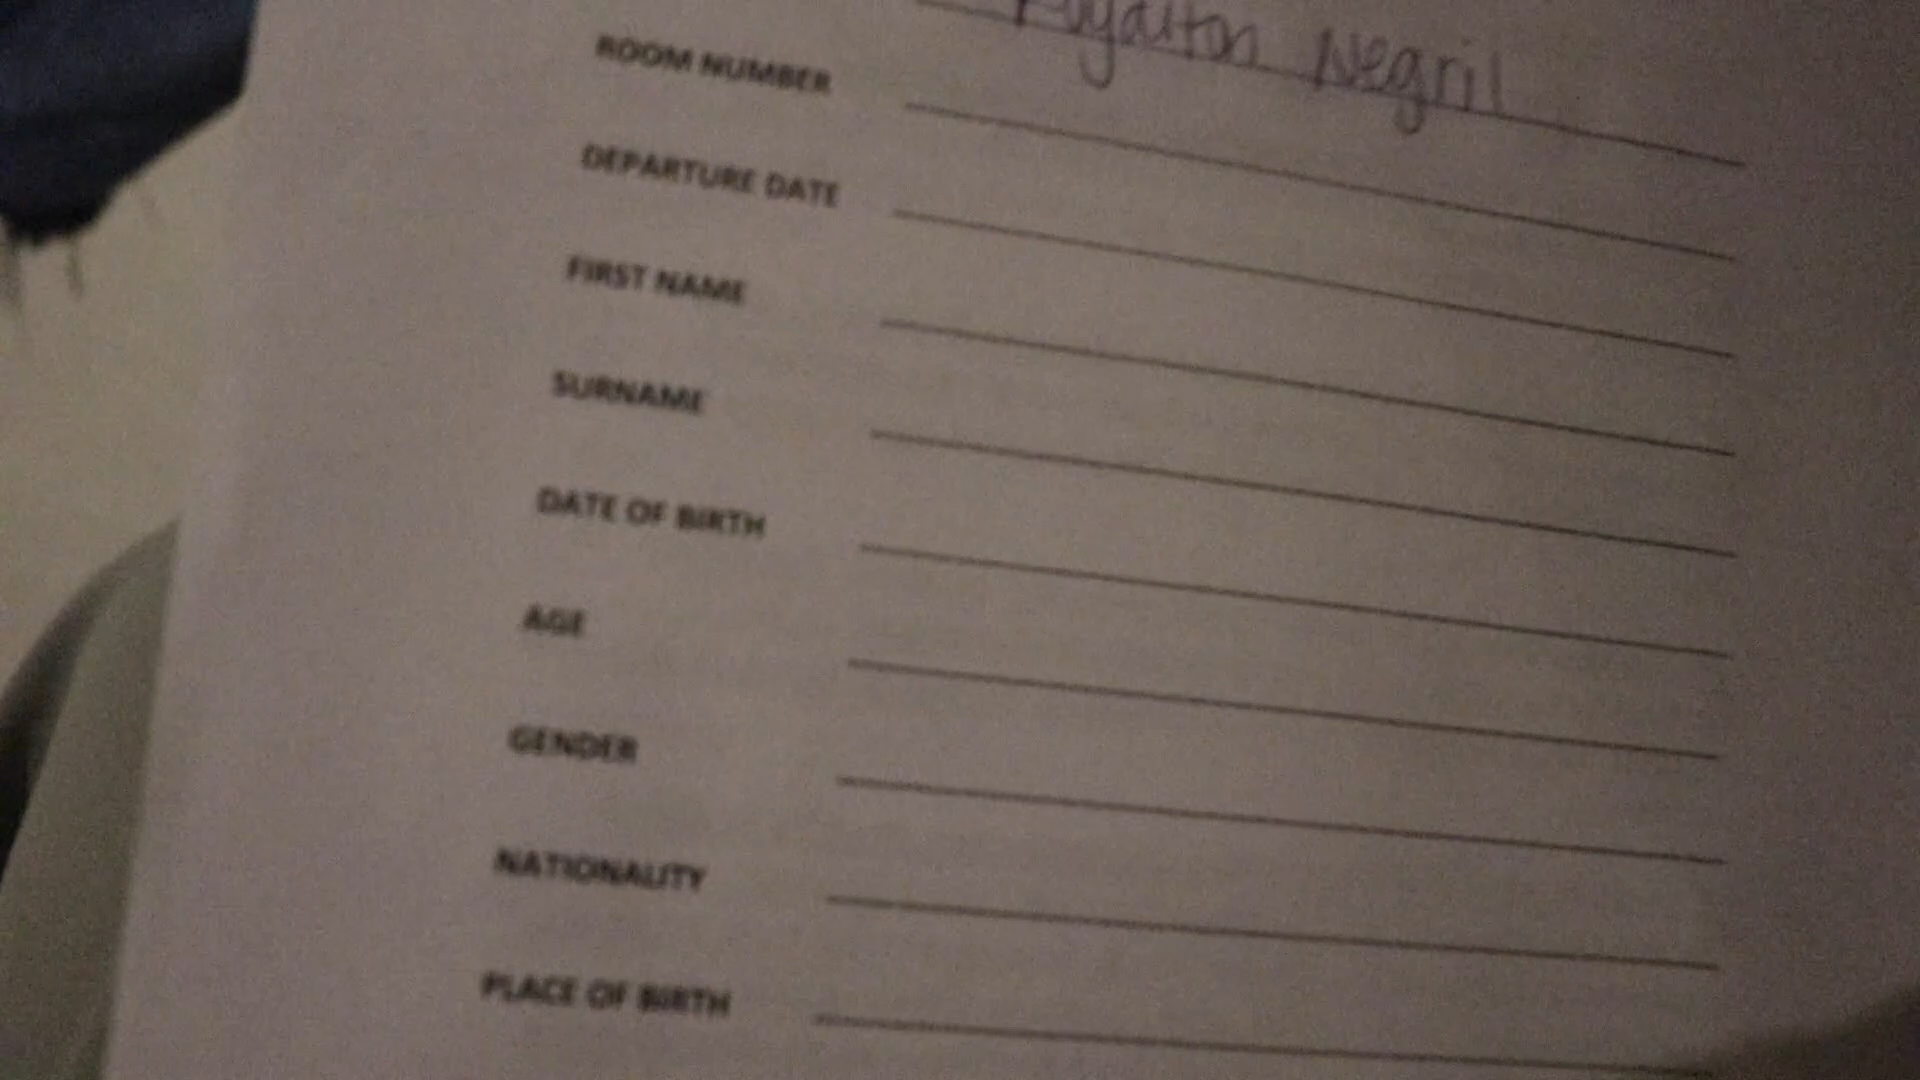 Negril
ROOM NUMBER
DEPARTURE DATE
FIRST NAME
SURNAME
DATE OF BIRTH
AGE
GENDER
NATIONALITY
PLACE OF BIRTH